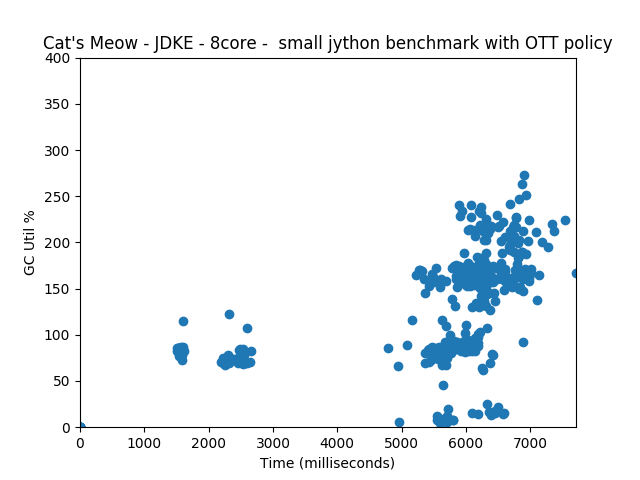 Cat's Meow - JDKE - 8core -  small jython benchmark with OTT policy
400
350
300
250
200
150
100
50
0
GC Util %
0 1000 2000 3000 4000 5000 6000 7000
Time (milliseconds)